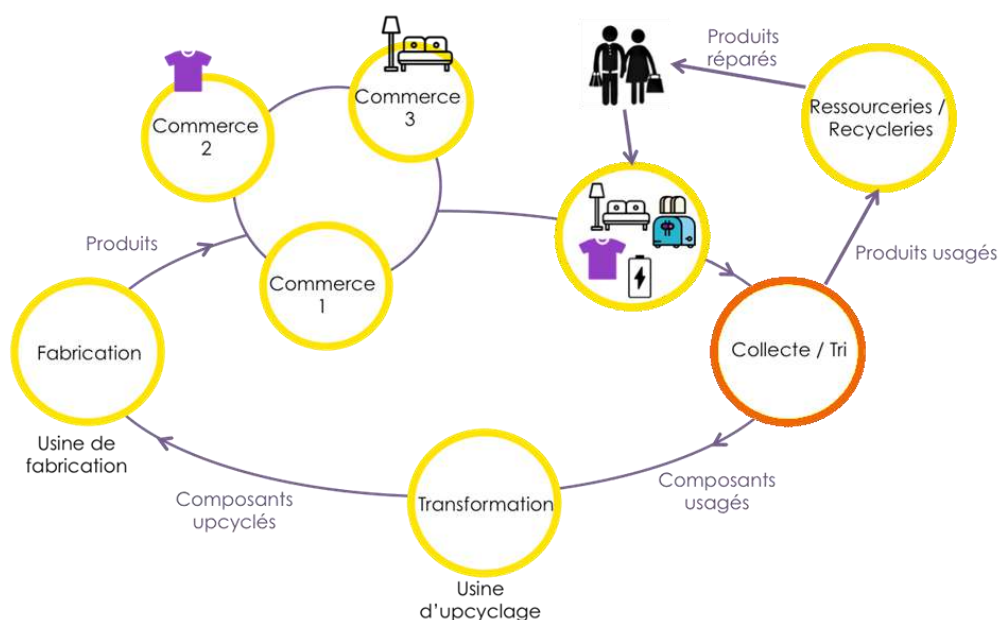 Produits
réparés
Commerce
3
Commerce
2
Ressourceries /
Recycleries
Produits
Produits usagés
Commerce
1
Fabrication
Collecte / Tri
Usine de
fabrication
Composants
upcyclés
Transformation
Composants
usagés
Usine
d'upcyclage